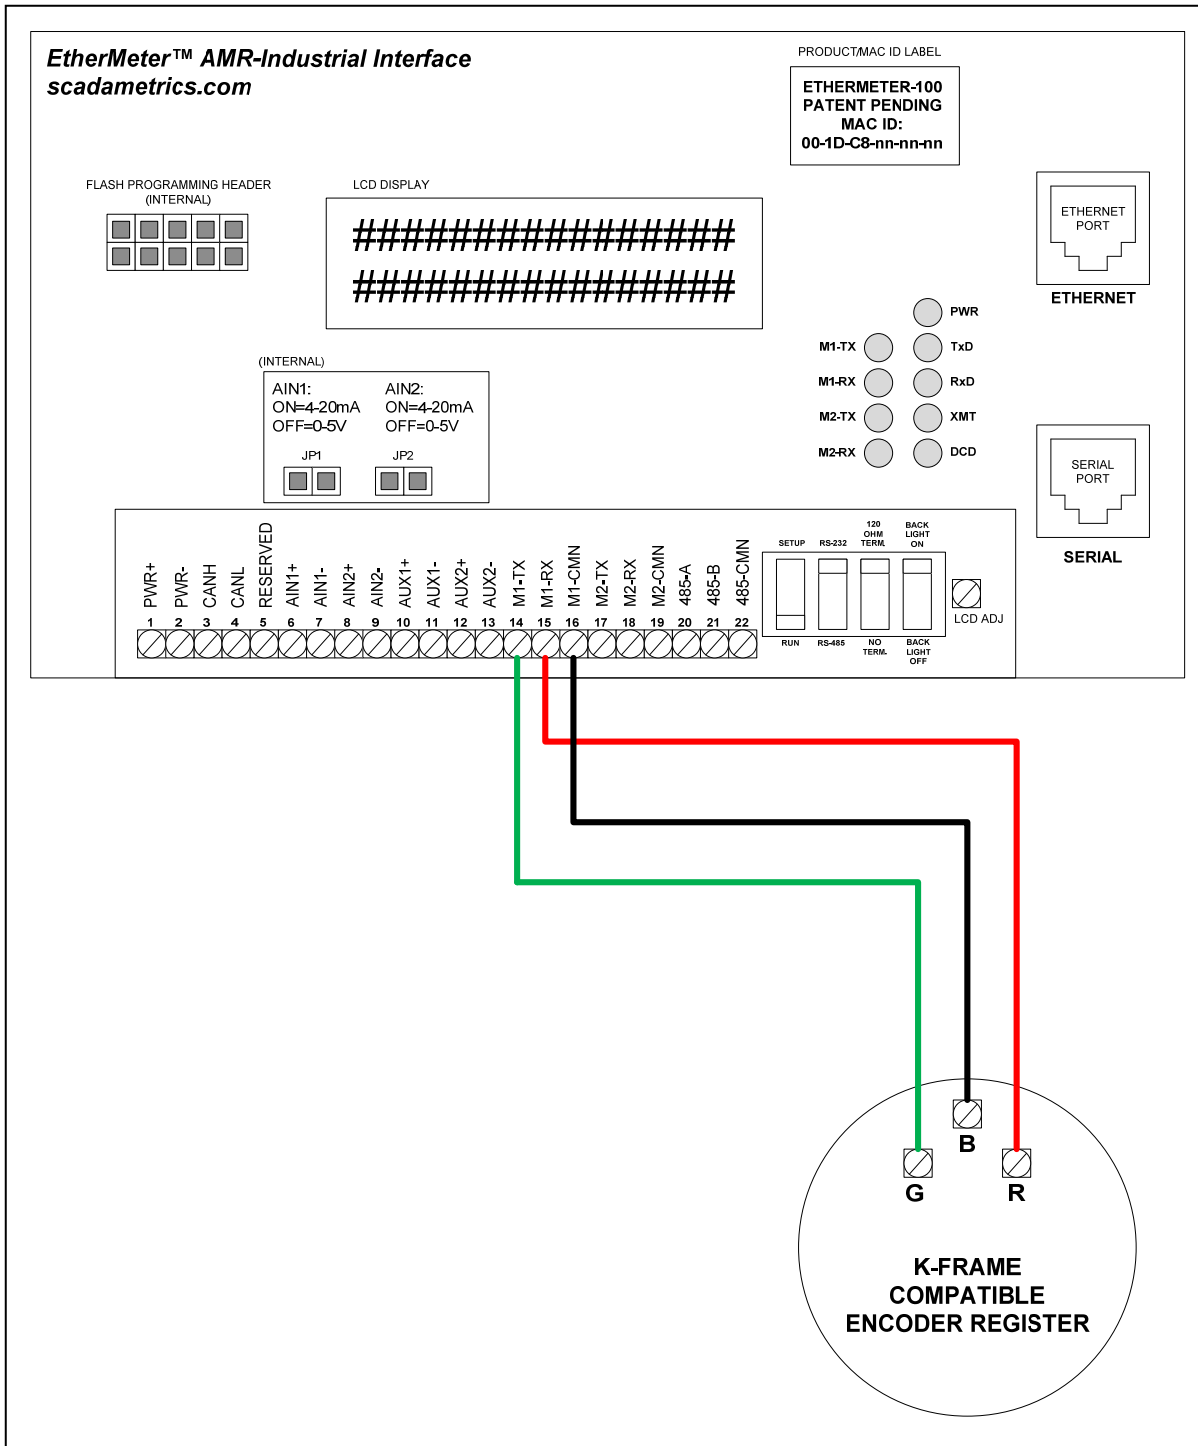 EtherMeter™ AMR-Industrial Interface
scadametrics.com
PRODUCT/MAC ID LABEL
ETHERMETER-100
PATENT PENDING
MAC ID:
00-1D-C8-nn-nn-nn
FLASH PROGRAMMING HEADER
(INTERNAL)
LCD DISPLAY
################
################
ETHERNET
PORT
ETHERNET
PWR
M1-TX
TxD
M1-RX
RxD
M2-TX
XMT
M2-RX
DCD
(INTERNAL)
AIN1:
ON=4-20mA
OFF=0-5V
AIN2:
ON=4-20mA
OFF=0-5V
JP1
JP2
SERIAL
PORT
SERIAL
PWR+
PWR-
CANH
CANL
RESERVED
AIN1+
AIN1-
AIN2+
AIN2-
AUX1+
AUX1-
AUX2+
AUX2-
M1-TX
M1-RX
M1-CMN
M2-TX
M2-RX
M2-CMN
485-A
485-B
485-CMN
1 2 3 4 5 6 7 8 9 10 11 12 13 14 15 16 17 18 19 20 21 22
SETUP
RS-232
120
OHM
TERM.
BACK
LIGHT
ON
RUN
RS-485
NO
TERM.
BACK
LIGHT
OFF
LCD ADJ
B
G
R
K-FRAME
COMPATIBLE
ENCODER REGISTER